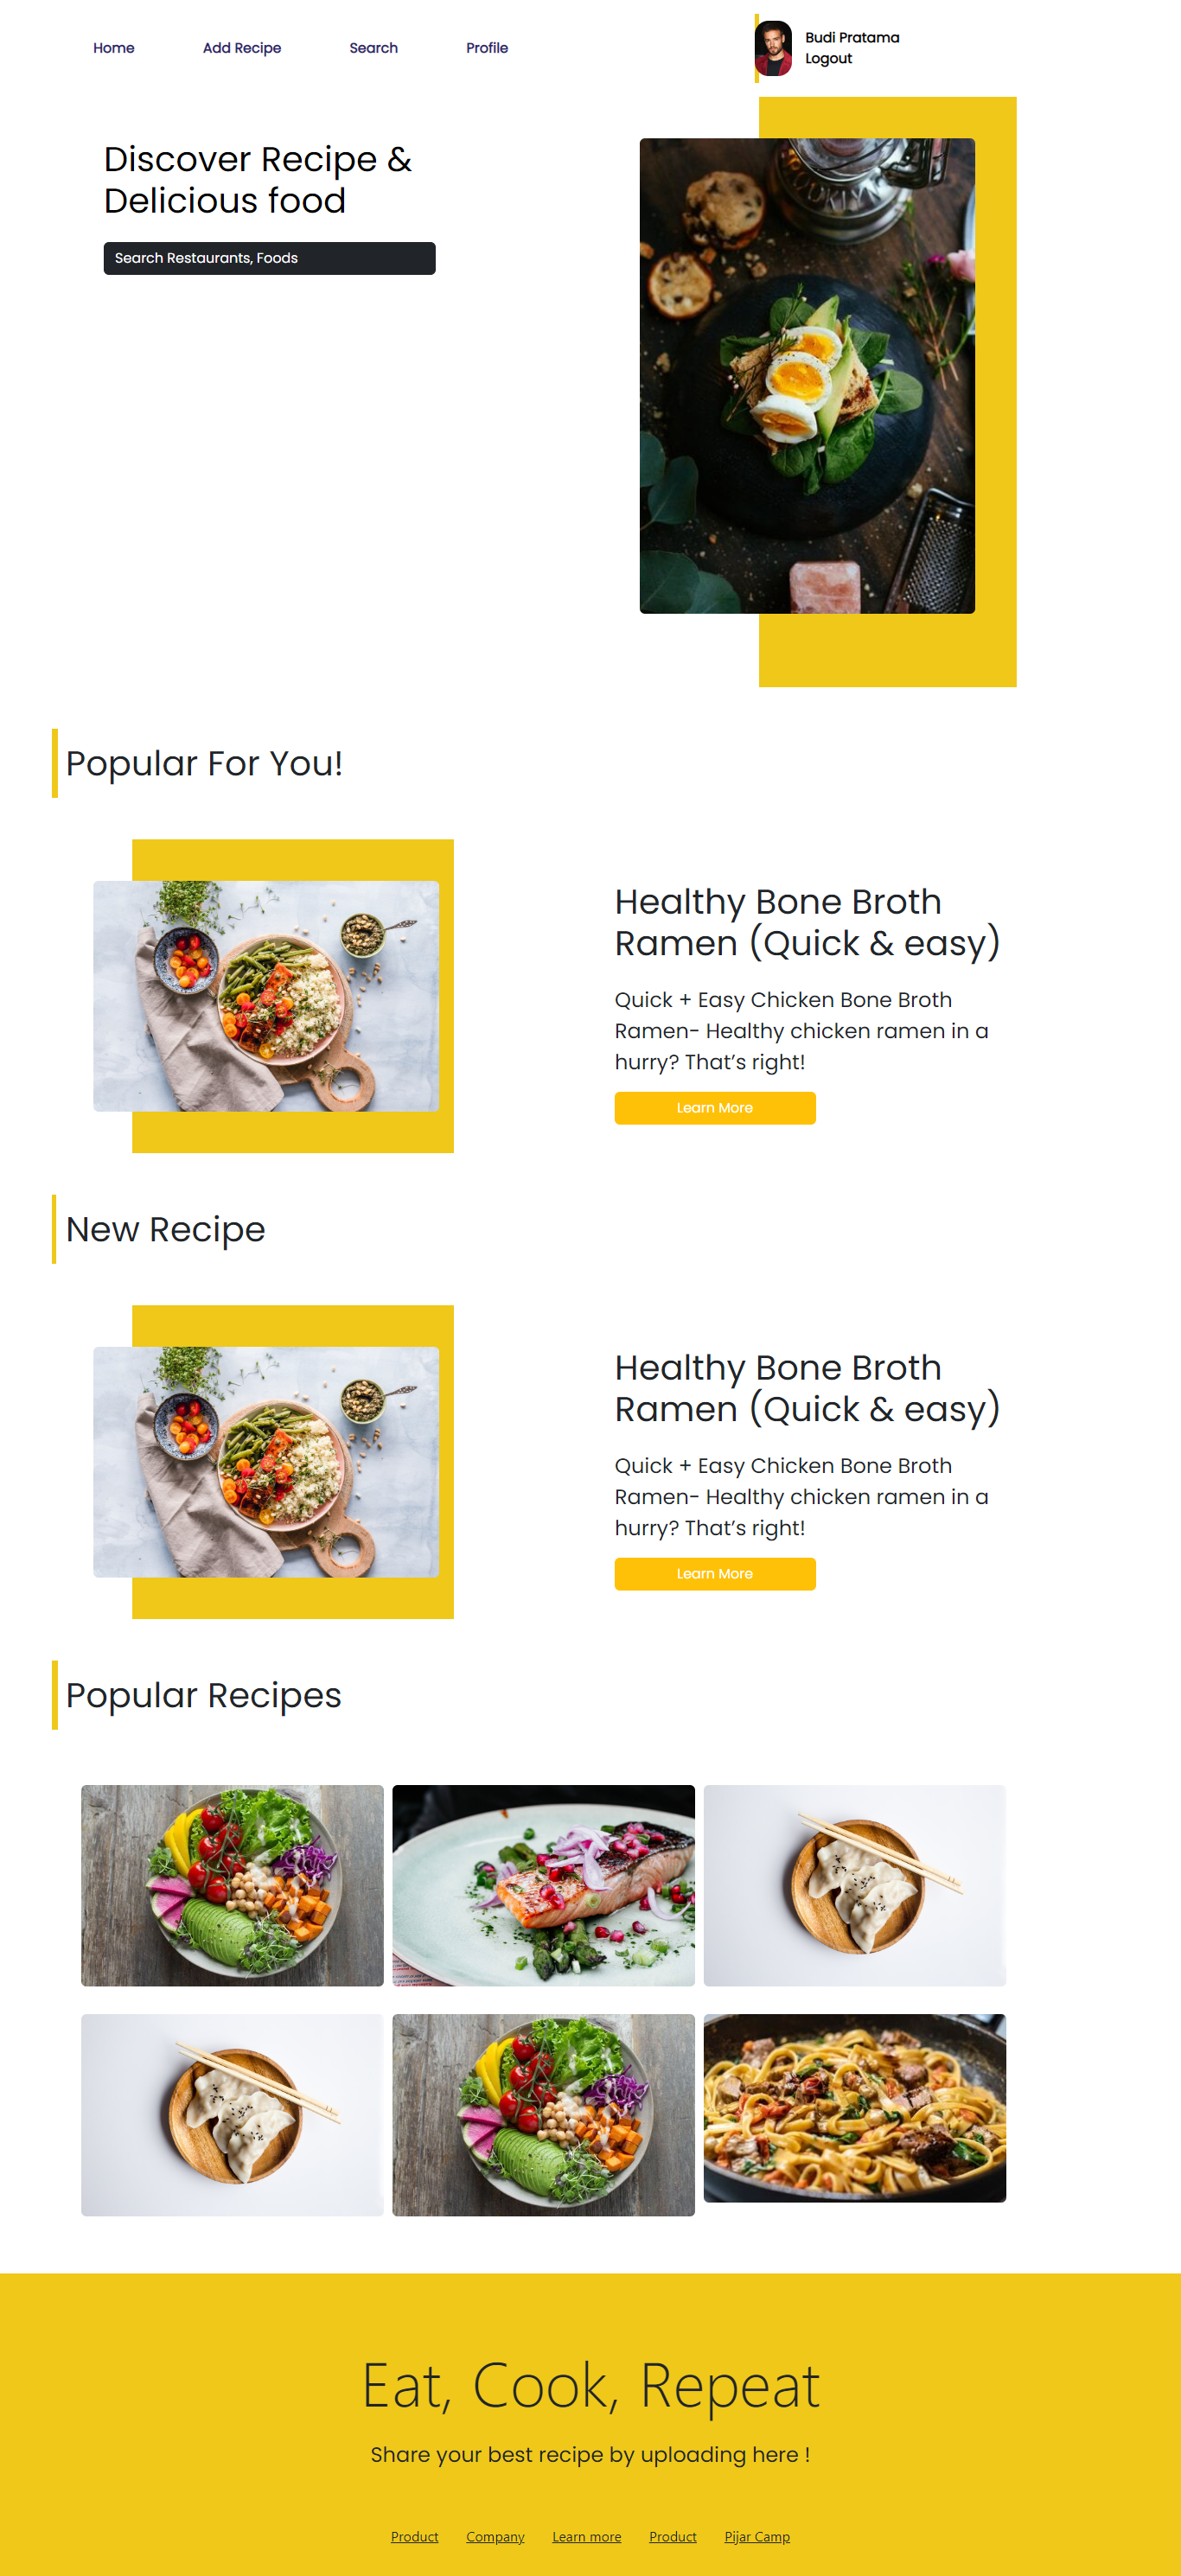 Home Add Recipe Search Profile
Budi Pratama
Logout
Discover Recipe &
Delicious food
Search Restaurants, Foods
Popular For You!
Healthy Bone Broth
Ramen (Quick & easy)
Quick + Easy Chicken Bone Broth
Ramen- Healthy chicken ramen in a
hurry? That’s right!
Learn More
New Recipe
Healthy Bone Broth
Ramen (Quick & easy)
Quick + Easy Chicken Bone Broth
Ramen- Healthy chicken ramen in a
hurry? That’s right!
Learn More
Popular Recipes
Eat, Cook, Repeat
Share your best recipe by uploading here !
Product Company Learn more Product Pijar Camp